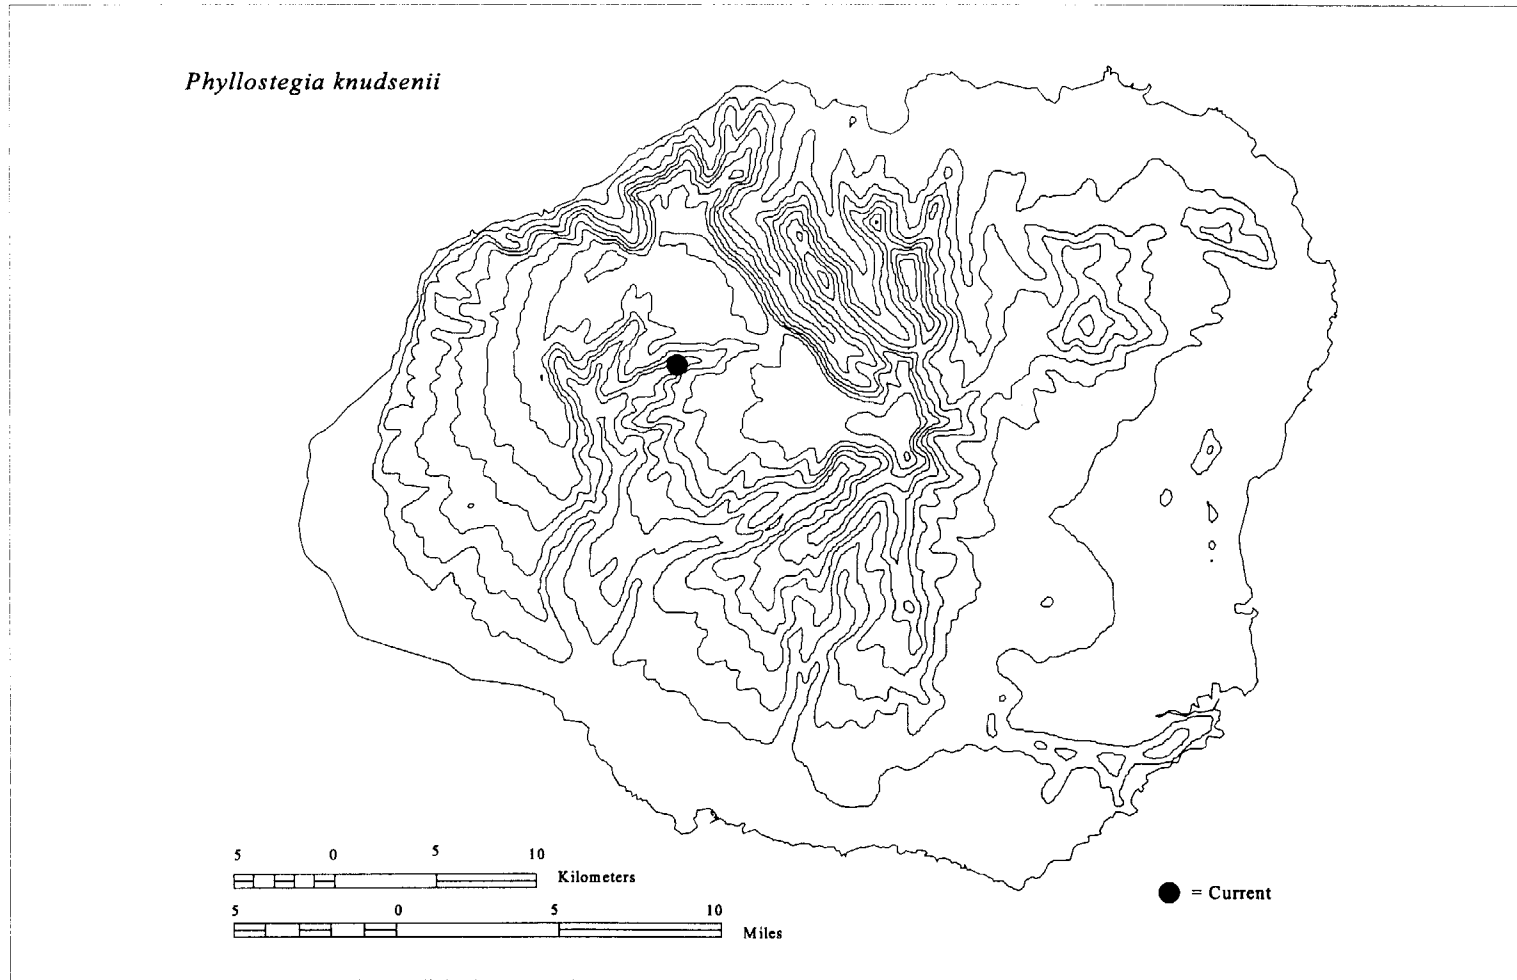 Phyllostegia knudsenii
5 0 5 10
Kilometers
5 0 5 10
Miles
= Current